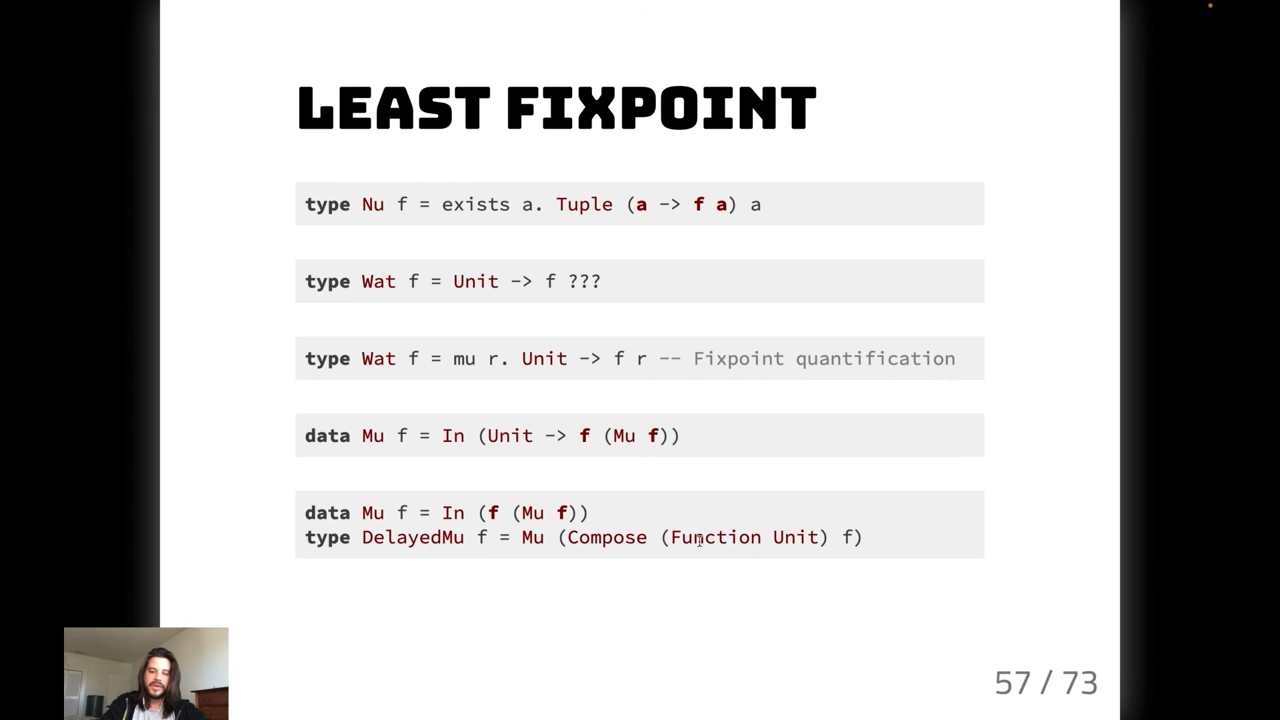 LEAST FIXPOINT
type Nu f = exists a. Tuple (a -> f a) a
type Wat f = Unit -> f ???
type Wat f = mu r. Unit -> f r -- Fixpoint quantification
data Mu f = In (Unit -> f (Mu f))
data Mu f = In (f (Mu f))
type DelayedMu f = Mu (Compose (Function Unit) f)
57 / 73